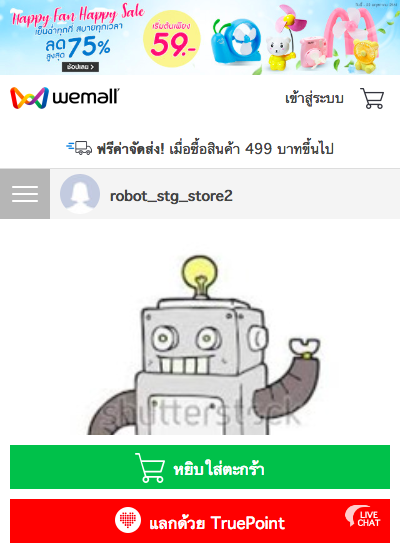 Happy Fan Happy Sale
เย็นฉ่ำทุกที่ สบายทุกเวลา
ลดสูงสุด 75%
ช้อปเลย >
เริ่มต้นเพียง
59.-
wemall
เข้าสู่ระบบ
ฟรีค่าจัดส่ง! เมื่อซื้อสินค้า 499 บาทขึ้นไป
robot_stg_store2
shutterstock
หยิบใส่ตะกร้า
แลกด้วย TruePoint
LIVE
CHAT